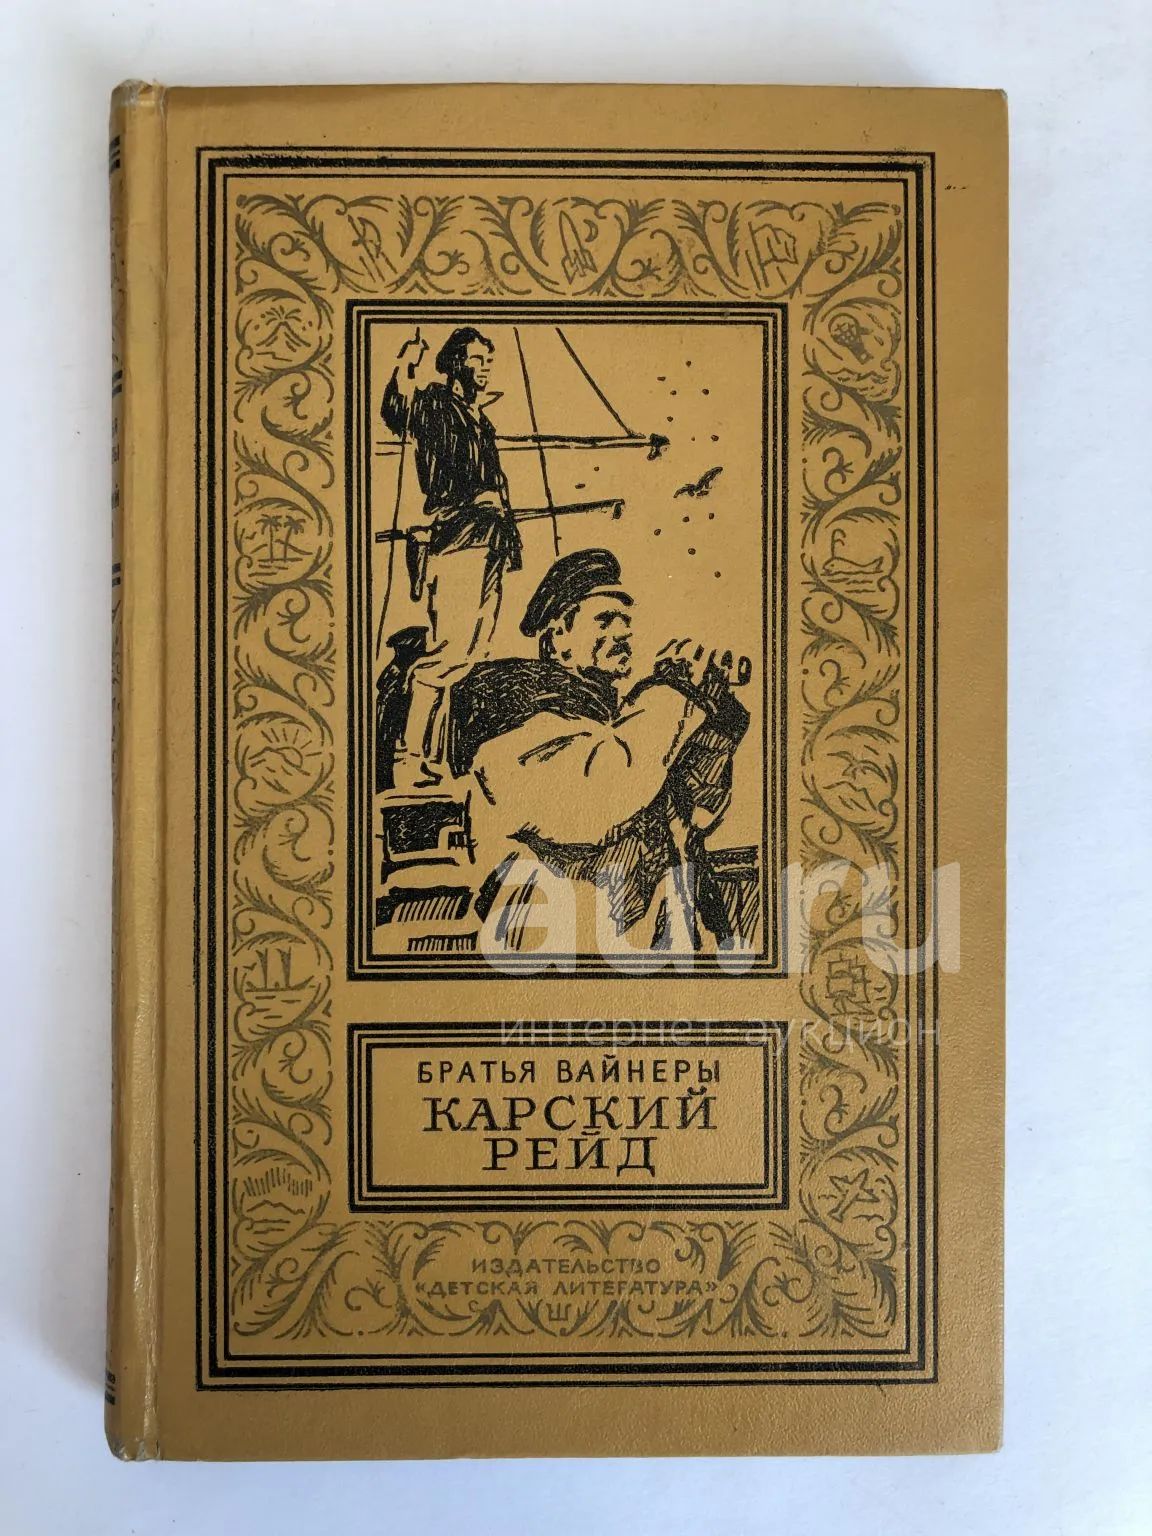 au.ru
интернет-аукцион
БРАТЬЯ ВАЙНЕРЫ
КАРСКИЙ
РЕЙД
ИЗДАТЕЛЬСТВО
«ДЕТСКАЯ ЛИТЕРАТУРА»